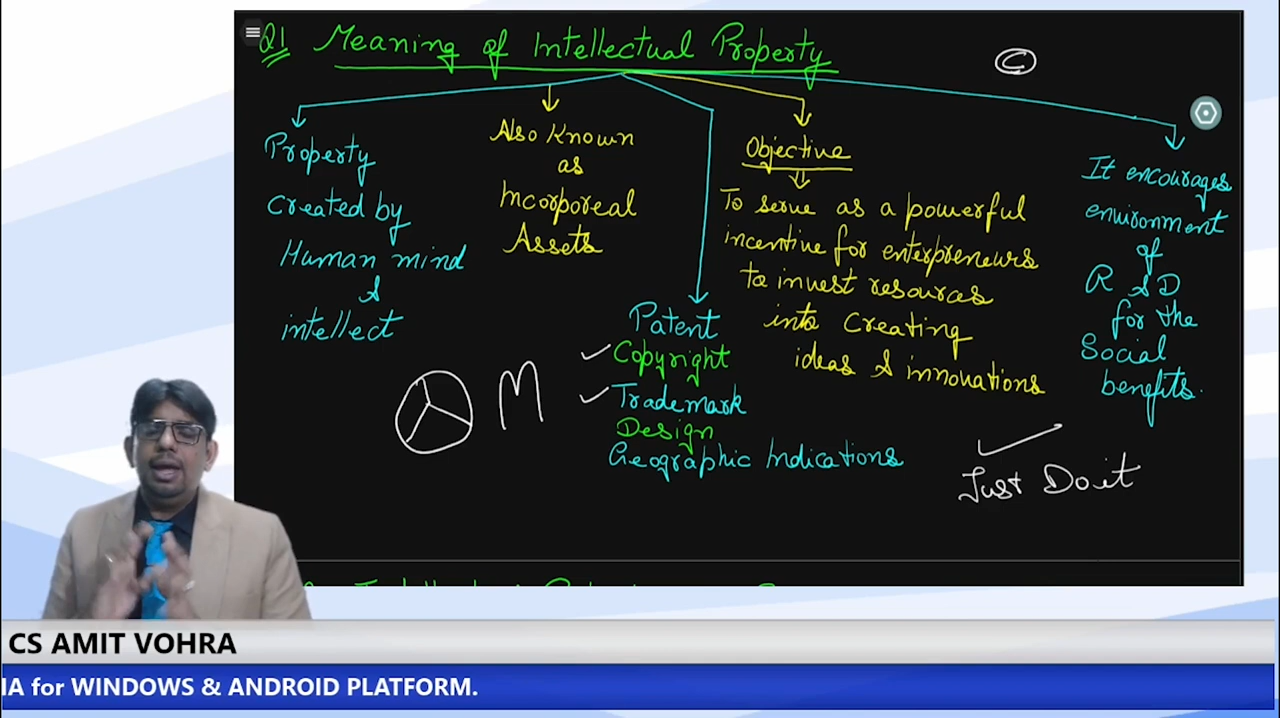 Q1 Meaning of Intellectual Property
©
Property
created by
Human mind
&
intellect
Also Known
as
Incorporeal
Assets
Patent
Copyright
Trademark
Design
Geographic Indications
Objective
To serve as a powerful
incentive for enterpreneurs
to invest resources
into Creating
ideas & innovations
It encourages
environment
of
R & D
for the
Social
benefits.
M
Just Do it
CS AMIT VOHRA
IA for WINDOWS & ANDROID PLATFORM.